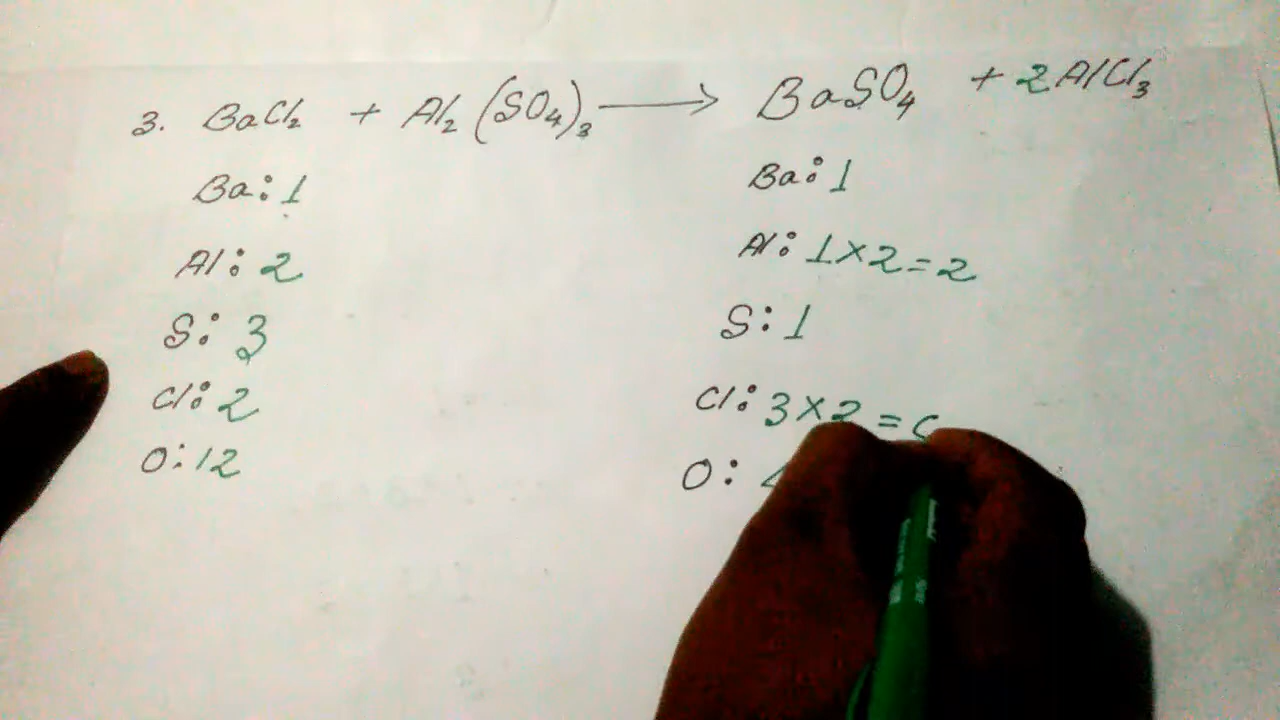 3. BaCl₂ + Al₂(SO₄)₃ ⟶ BaSO₄ + 2AlCl₃
Ba: 1 Ba: 1
Al: 2 Al: 1×2=2
S: 3 S: 1
Cl: 2 Cl: 3×2 =
O: 12 O: